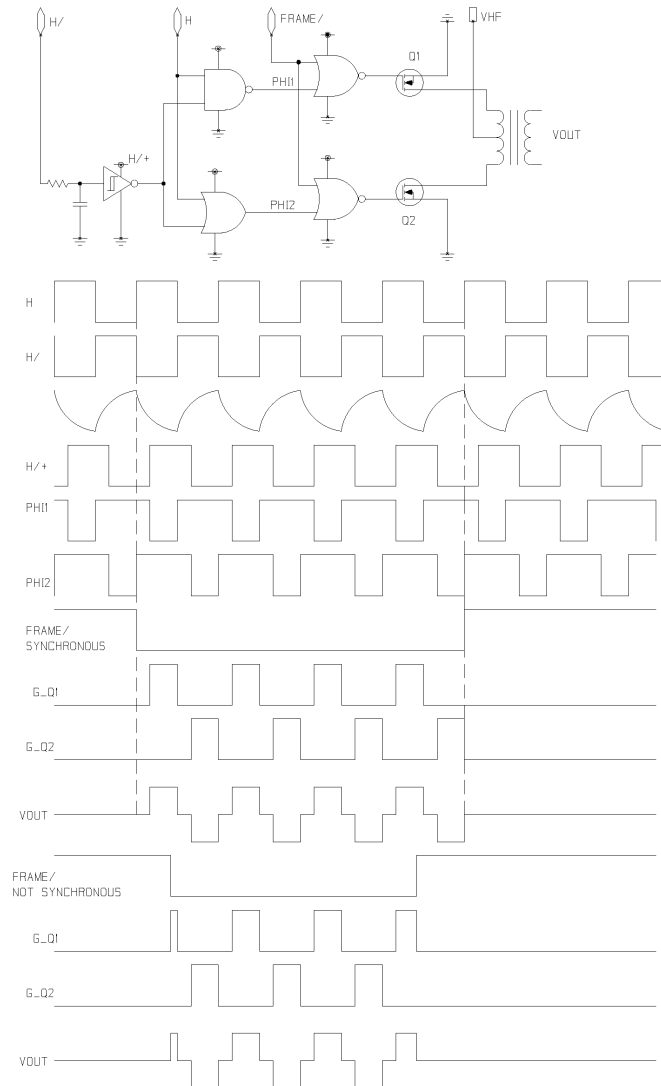 H/
H
FRAME/
VHF
Q1
PHI1
VOUT
H/+
PHI2
Q2
H
H/
H/+
PHI1
PHI2
FRAME/
SYNCHRONOUS
G_Q1
G_Q2
VOUT
FRAME/
NOT SYNCHRONOUS
G_Q1
G_Q2
VOUT